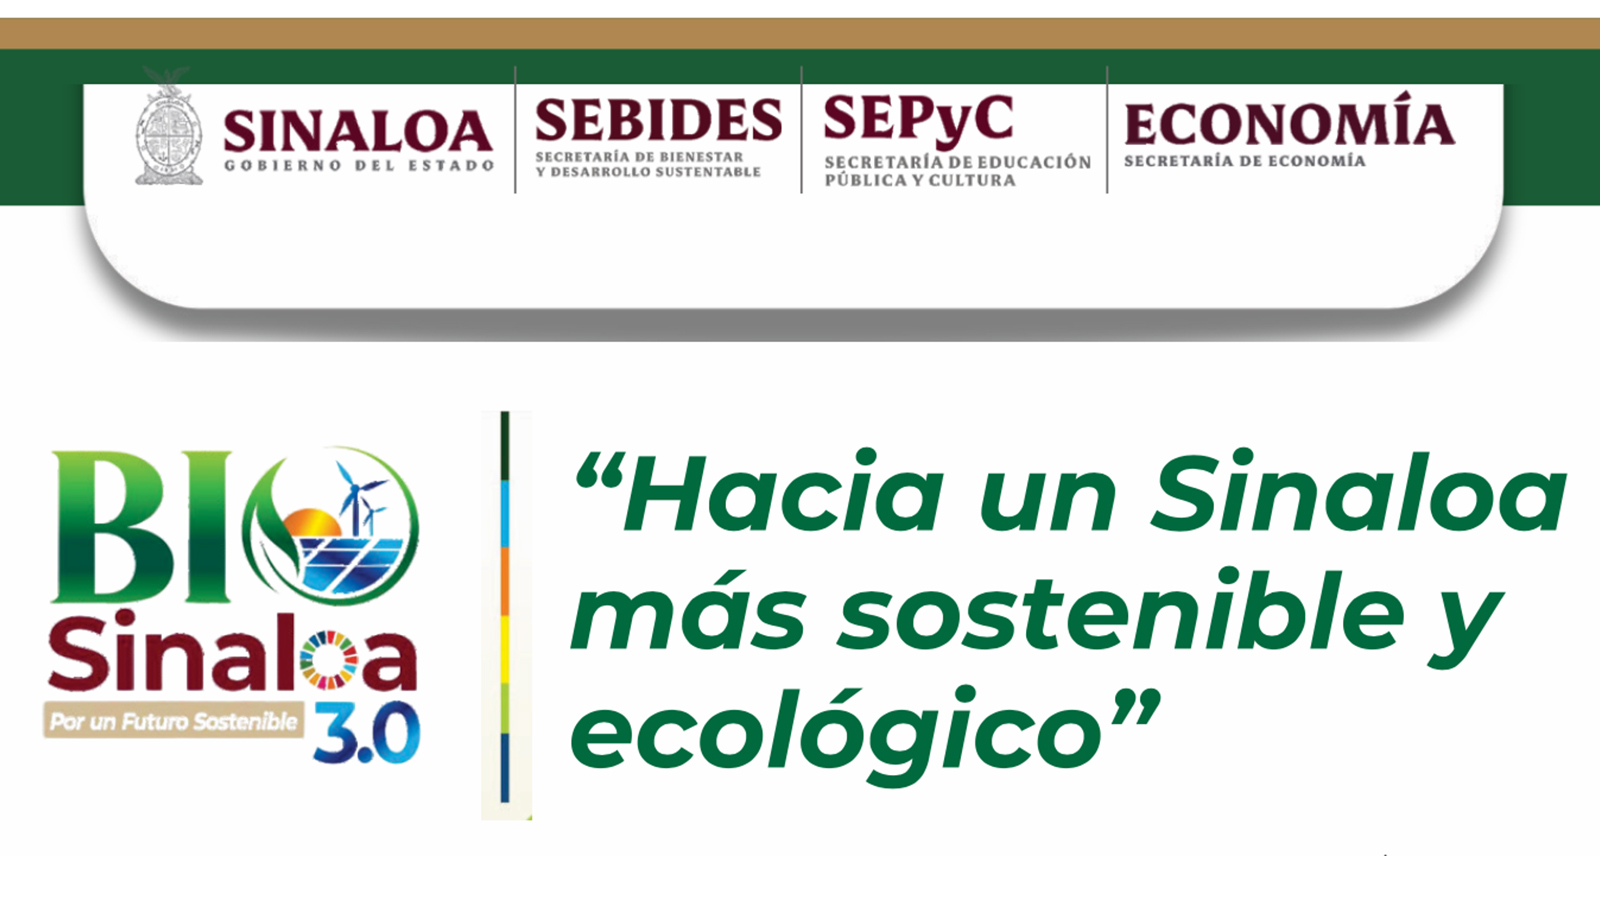 SINALOA
GOBIERNO DEL ESTADO
SEBIDES
SECRETARÍA DE BIENESTAR
Y DESARROLLO SUSTENTABLE
SEPyC
SECRETARÍA DE EDUCACIÓN
PÚBLICA Y CULTURA
ECONOMÍA
SECRETARÍA DE ECONOMÍA
BIO
Sinaloa
Por un Futuro Sostenible
3.0
“Hacia un Sinaloa
más sostenible y
ecológico”